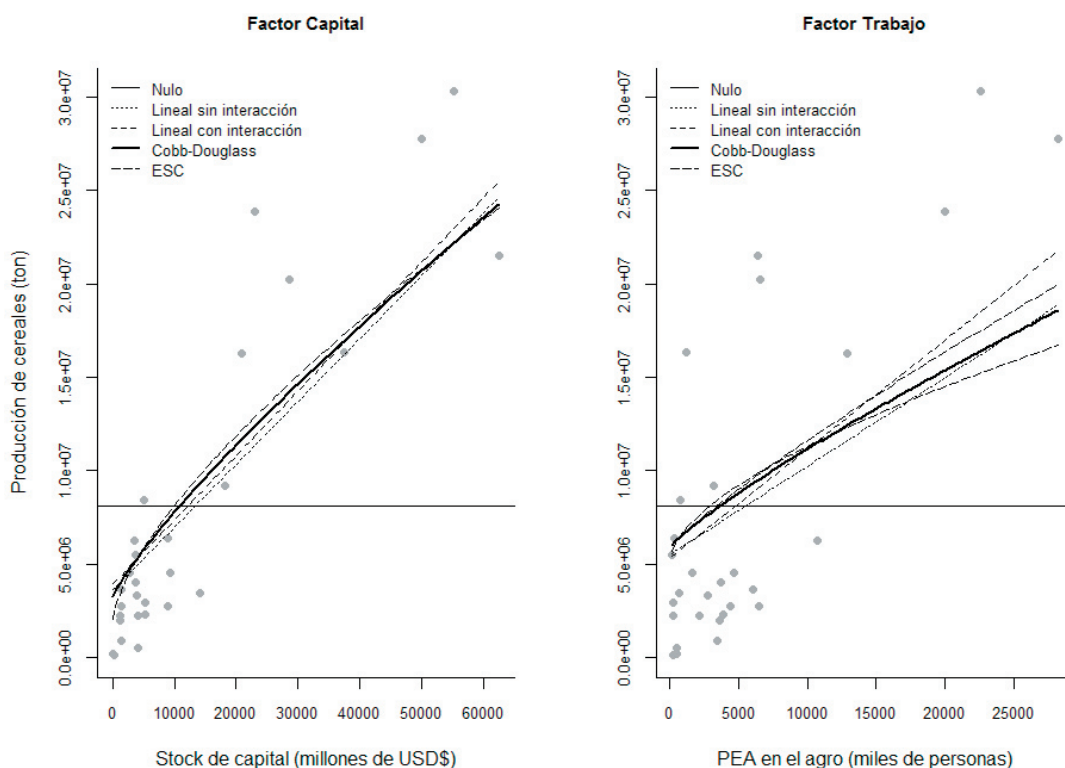 Factor Capital
Nulo
Lineal sin interacción
Lineal con interacción
Cobb-Douglass
ESC
Producción de cereales (ton)
0.0e+00 5.0e+06 1.0e+07 1.5e+07 2.0e+07 2.5e+07 3.0e+07
0 10000 20000 30000 40000 50000 60000
Stock de capital (millones de USD$)
Factor Trabajo
Nulo
Lineal sin interacción
Lineal con interacción
Cobb-Douglass
ESC
0.0e+00 5.0e+06 1.0e+07 1.5e+07 2.0e+07 2.5e+07 3.0e+07
0 5000 10000 15000 20000 25000
PEA en el agro (miles de personas)